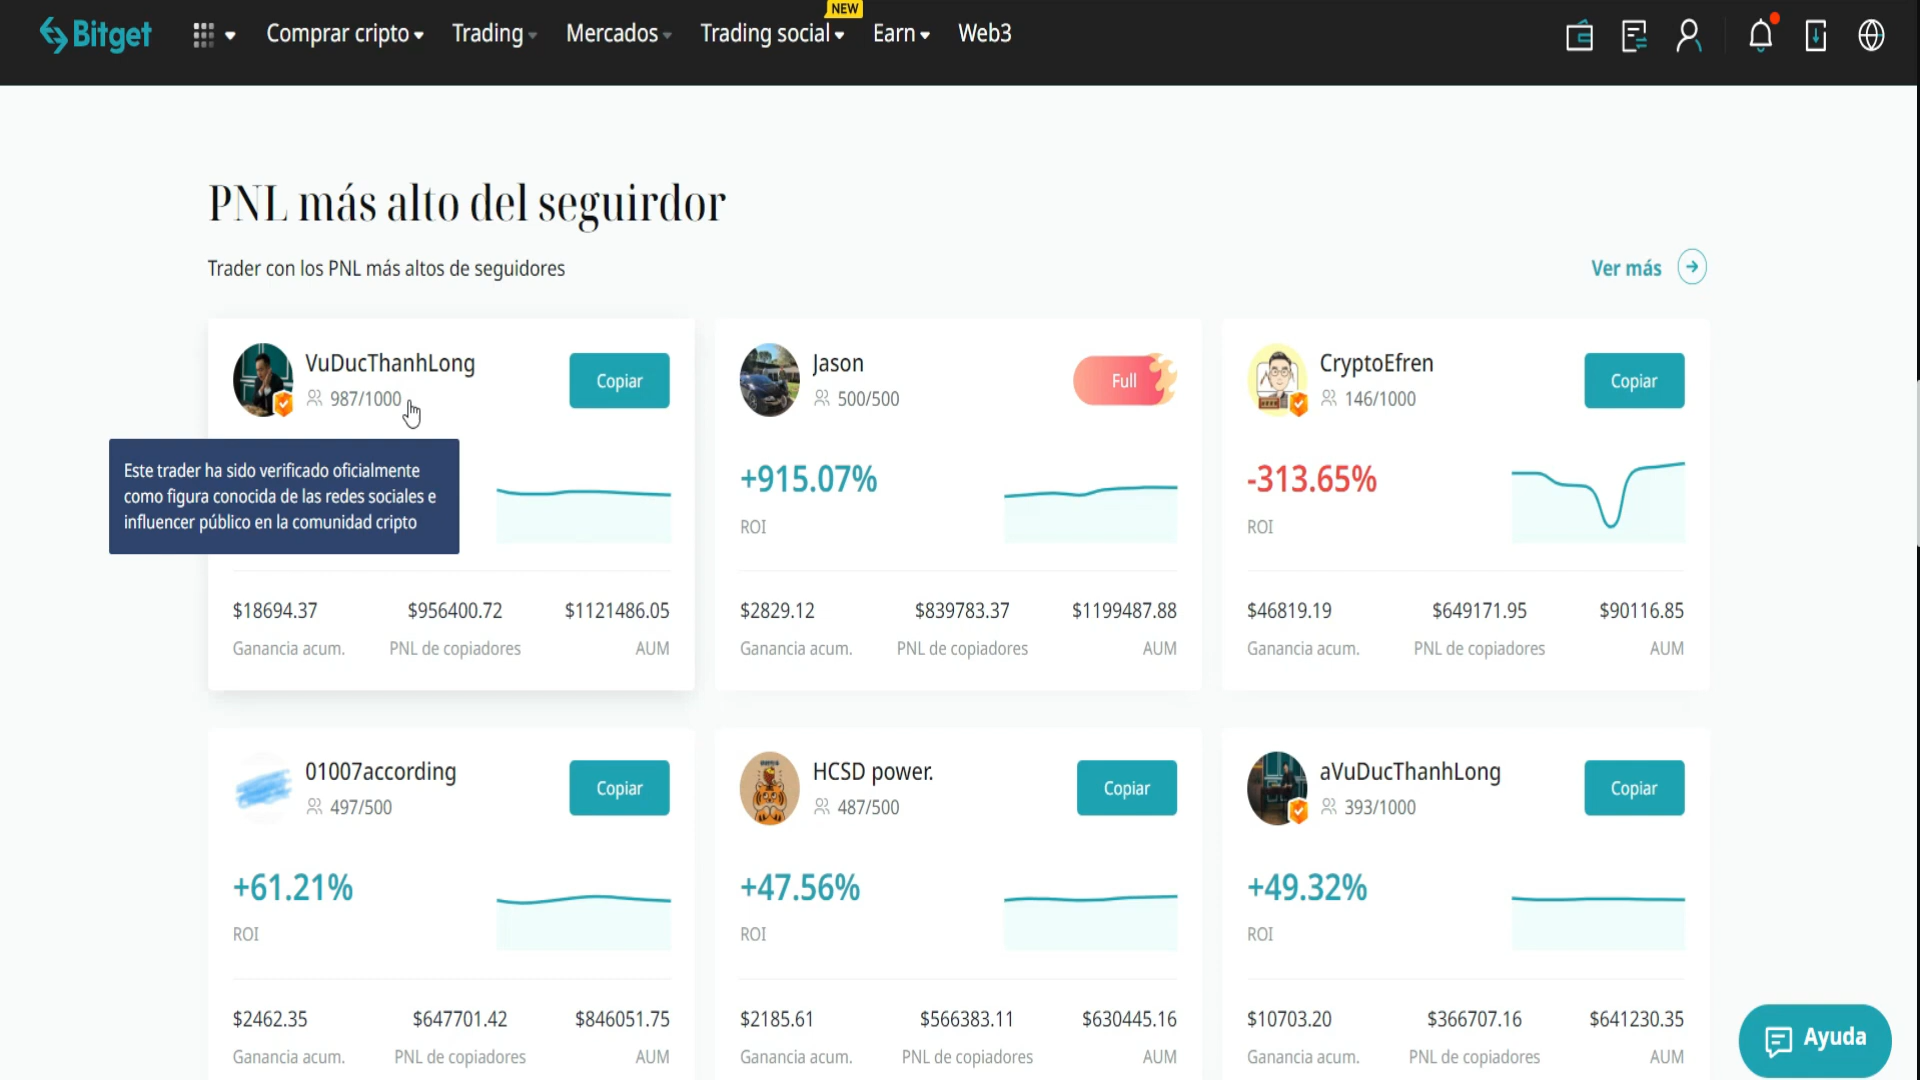 Bitget
Comprar cripto
Trading
Mercados
Trading social
NEW
Earn
Web3
PNL más alto del seguirdor
Trader con los PNL más altos de seguidores
Ver más
VuDucThanhLong
987/1000
Copiar
Este trader ha sido verificado oficialmente
como figura conocida de las redes sociales e
influencer público en la comunidad cripto
$18694.37 $956400.72 $1121486.05
Ganancia acum. PNL de copiadores AUM
Jason
500/500
Full
+915.07%
ROI
$2829.12 $839783.37 $1199487.88
Ganancia acum. PNL de copiadores AUM
CryptoEfren
146/1000
Copiar
-313.65%
ROI
$46819.19 $649171.95 $90116.85
Ganancia acum. PNL de copiadores AUM
01007according
497/500
Copiar
+61.21%
ROI
$2462.35 $647701.42 $846051.75
Ganancia acum. PNL de copiadores AUM
HCSD power.
487/500
Copiar
+47.56%
ROI
$2185.61 $566383.11 $630445.16
Ganancia acum. PNL de copiadores AUM
aVuDucThanhLong
393/1000
Copiar
+49.32%
ROI
$10703.20 $366707.16 $641230.35
Ganancia acum. PNL de copiadores AUM
Ayuda